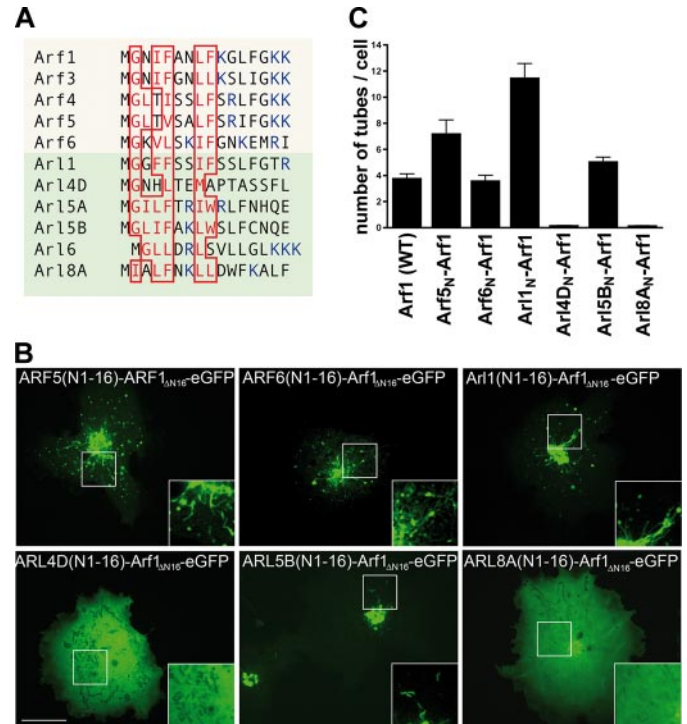 A
Arf1 MGNIFANLFKGLFGKK
Arf3 MGNIFGNLLKSLIGKK
Arf4 MGLTISSLFSRLFGKK
Arf5 MGLTVSALFSRIFGKK
Arf6 MGKVLSKIFGNKEMRI
Arl1 MGGFFSSIFSSLFGTR
Arl4D MGNHLTEMAPTASSFL
Arl5A MGILFTRIWRLFNHQE
Arl5B MGLIFAKLWSLFCNQE
Arl6 MGLLDRLSVLLGLKKK
Arl8A MIALFNKLLDWFKALF
C
number of tubes / cell
14
12
10
8
6
4
2
0
Arf1 (WT)
Arf5N-Arf1
Arf6N-Arf1
Arl1N-Arf1
Arl4DN-Arf1
Arl5BN-Arf1
Arl8AN-Arf1
B
ARF5(N1-16)-ARF1ΔN16-eGFP
ARF6(N1-16)-Arf1ΔN16-eGFP
Arl1(N1-16)-Arf1ΔN16-eGFP
ARL4D(N1-16)-Arf1ΔN16-eGFP
ARL5B(N1-16)-Arf1ΔN16-eGFP
ARL8A(N1-16)-Arf1ΔN16-eGFP